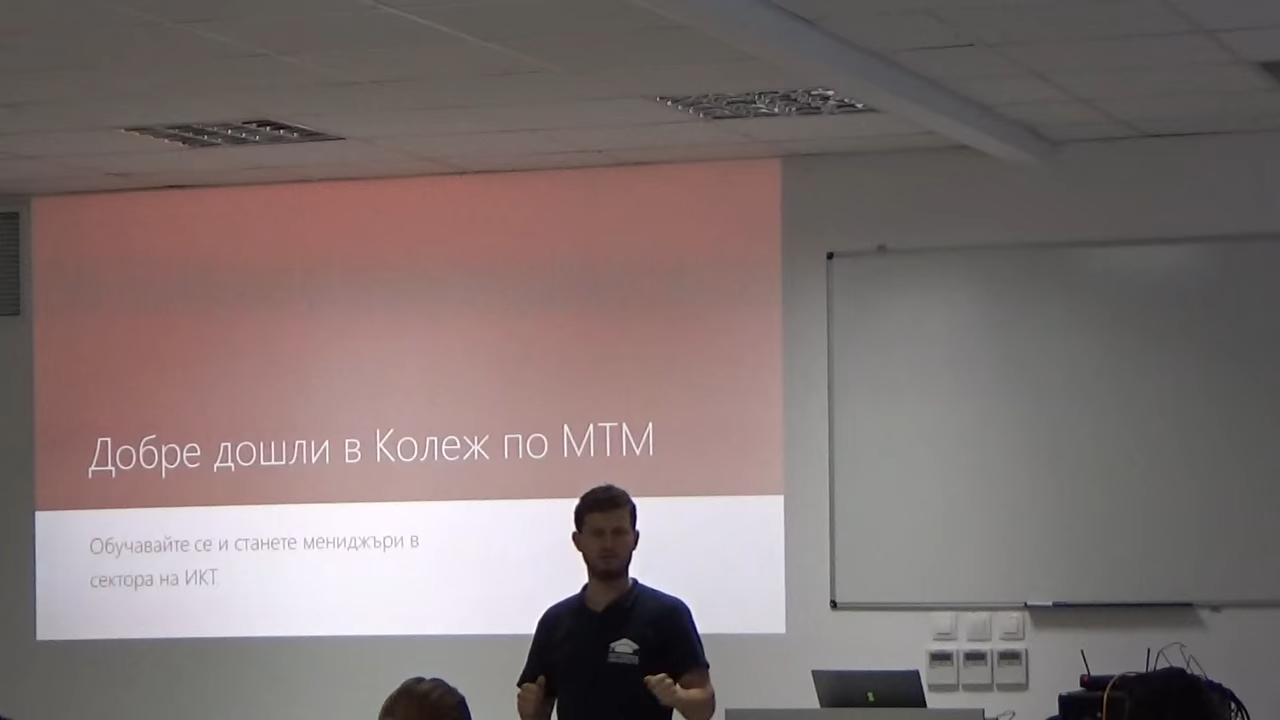 Добре дошли в Колеж по МТМ
Обучавайте се и станете мениджъри в
сектора на ИКТ